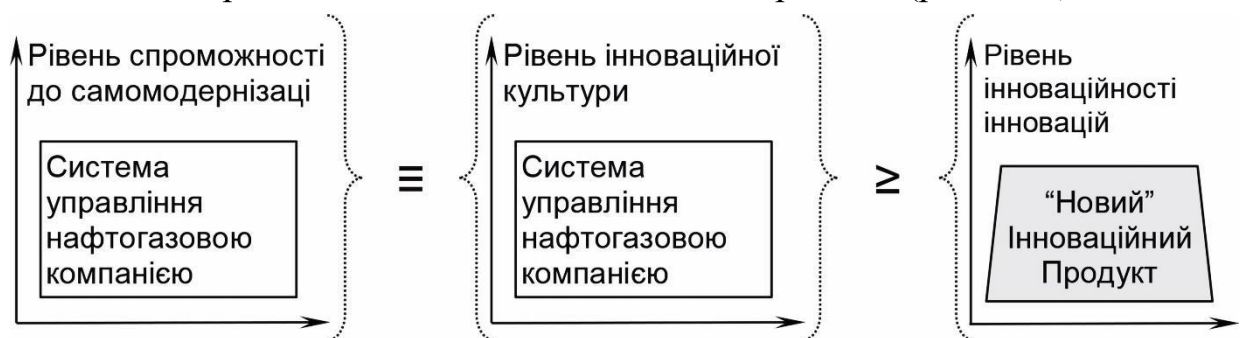 Рівень спроможності
до самомодернізаці
Система
управління
нафтогазовою
компанією
≡
Рівень інноваційної
культури
Система
управління
нафтогазовою
компанією
≥
Рівень
інноваційності
інновацій
“Новий”
Інноваційний
Продукт